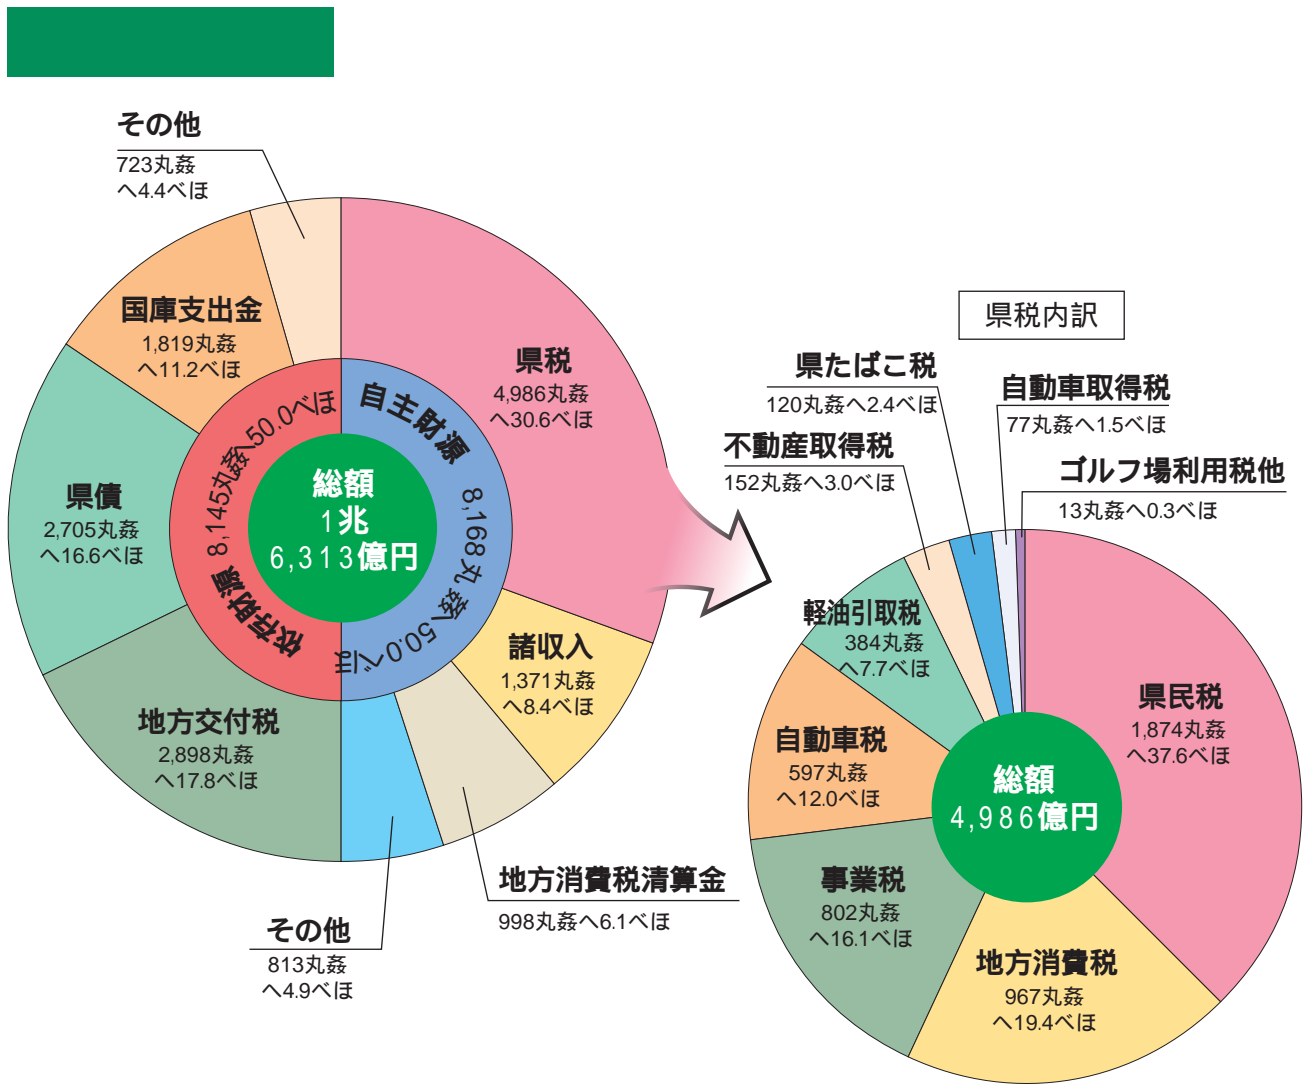 その他
723丸姦
へ4.4べほ
国庫支出金
1,819丸姦
へ11.2べほ
県税
4,986丸姦
へ30.6べほ
県債
2,705丸姦
へ16.6べほ
依存財源 8,145丸姦へ50.0べほ
自主財源 8,168丸姦へ50.0べほ
総額
1兆
6,313億円
諸収入
1,371丸姦
へ8.4べほ
地方交付税
2,898丸姦
へ17.8べほ
地方消費税清算金
998丸姦へ6.1べほ
その他
813丸姦
へ4.9べほ
県税内訳
県たばこ税
120丸姦へ2.4べほ
自動車取得税
77丸姦へ1.5べほ
不動産取得税
152丸姦へ3.0べほ
ゴルフ場利用税他
13丸姦へ0.3べほ
軽油引取税
384丸姦
へ7.7べほ
県民税
1,874丸姦
へ37.6べほ
自動車税
597丸姦
へ12.0べほ
総額
4,986億円
事業税
802丸姦
へ16.1べほ
地方消費税
967丸姦
へ19.4べほ